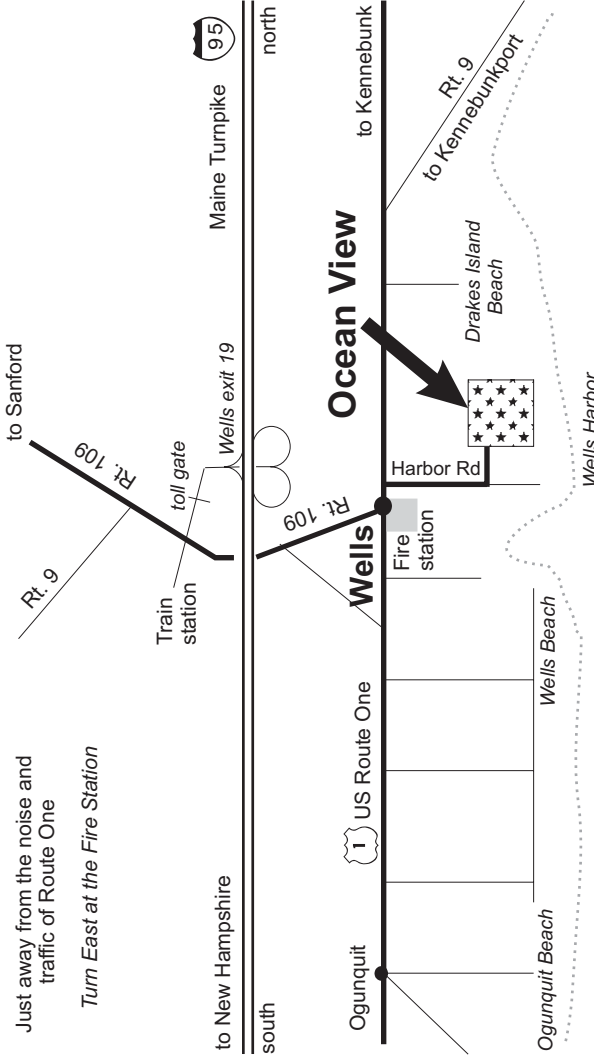 Just away from the noise and
traffic of Route One
Turn East at the Fire Station
to Sanford
Rt. 109
Rt. 9
toll gate
Train
station
Wells exit 19
Maine Turnpike
95
north
to New Hampshire
south
Ocean View
to Kennebunk
Rt. 109
Wells
Fire
station
Harbor Rd
Rt. 9
to Kennebunkport
Drakes Island
Beach
Ogunquit
1
US Route One
Wells Beach
Ogunquit Beach
Wells Harbor